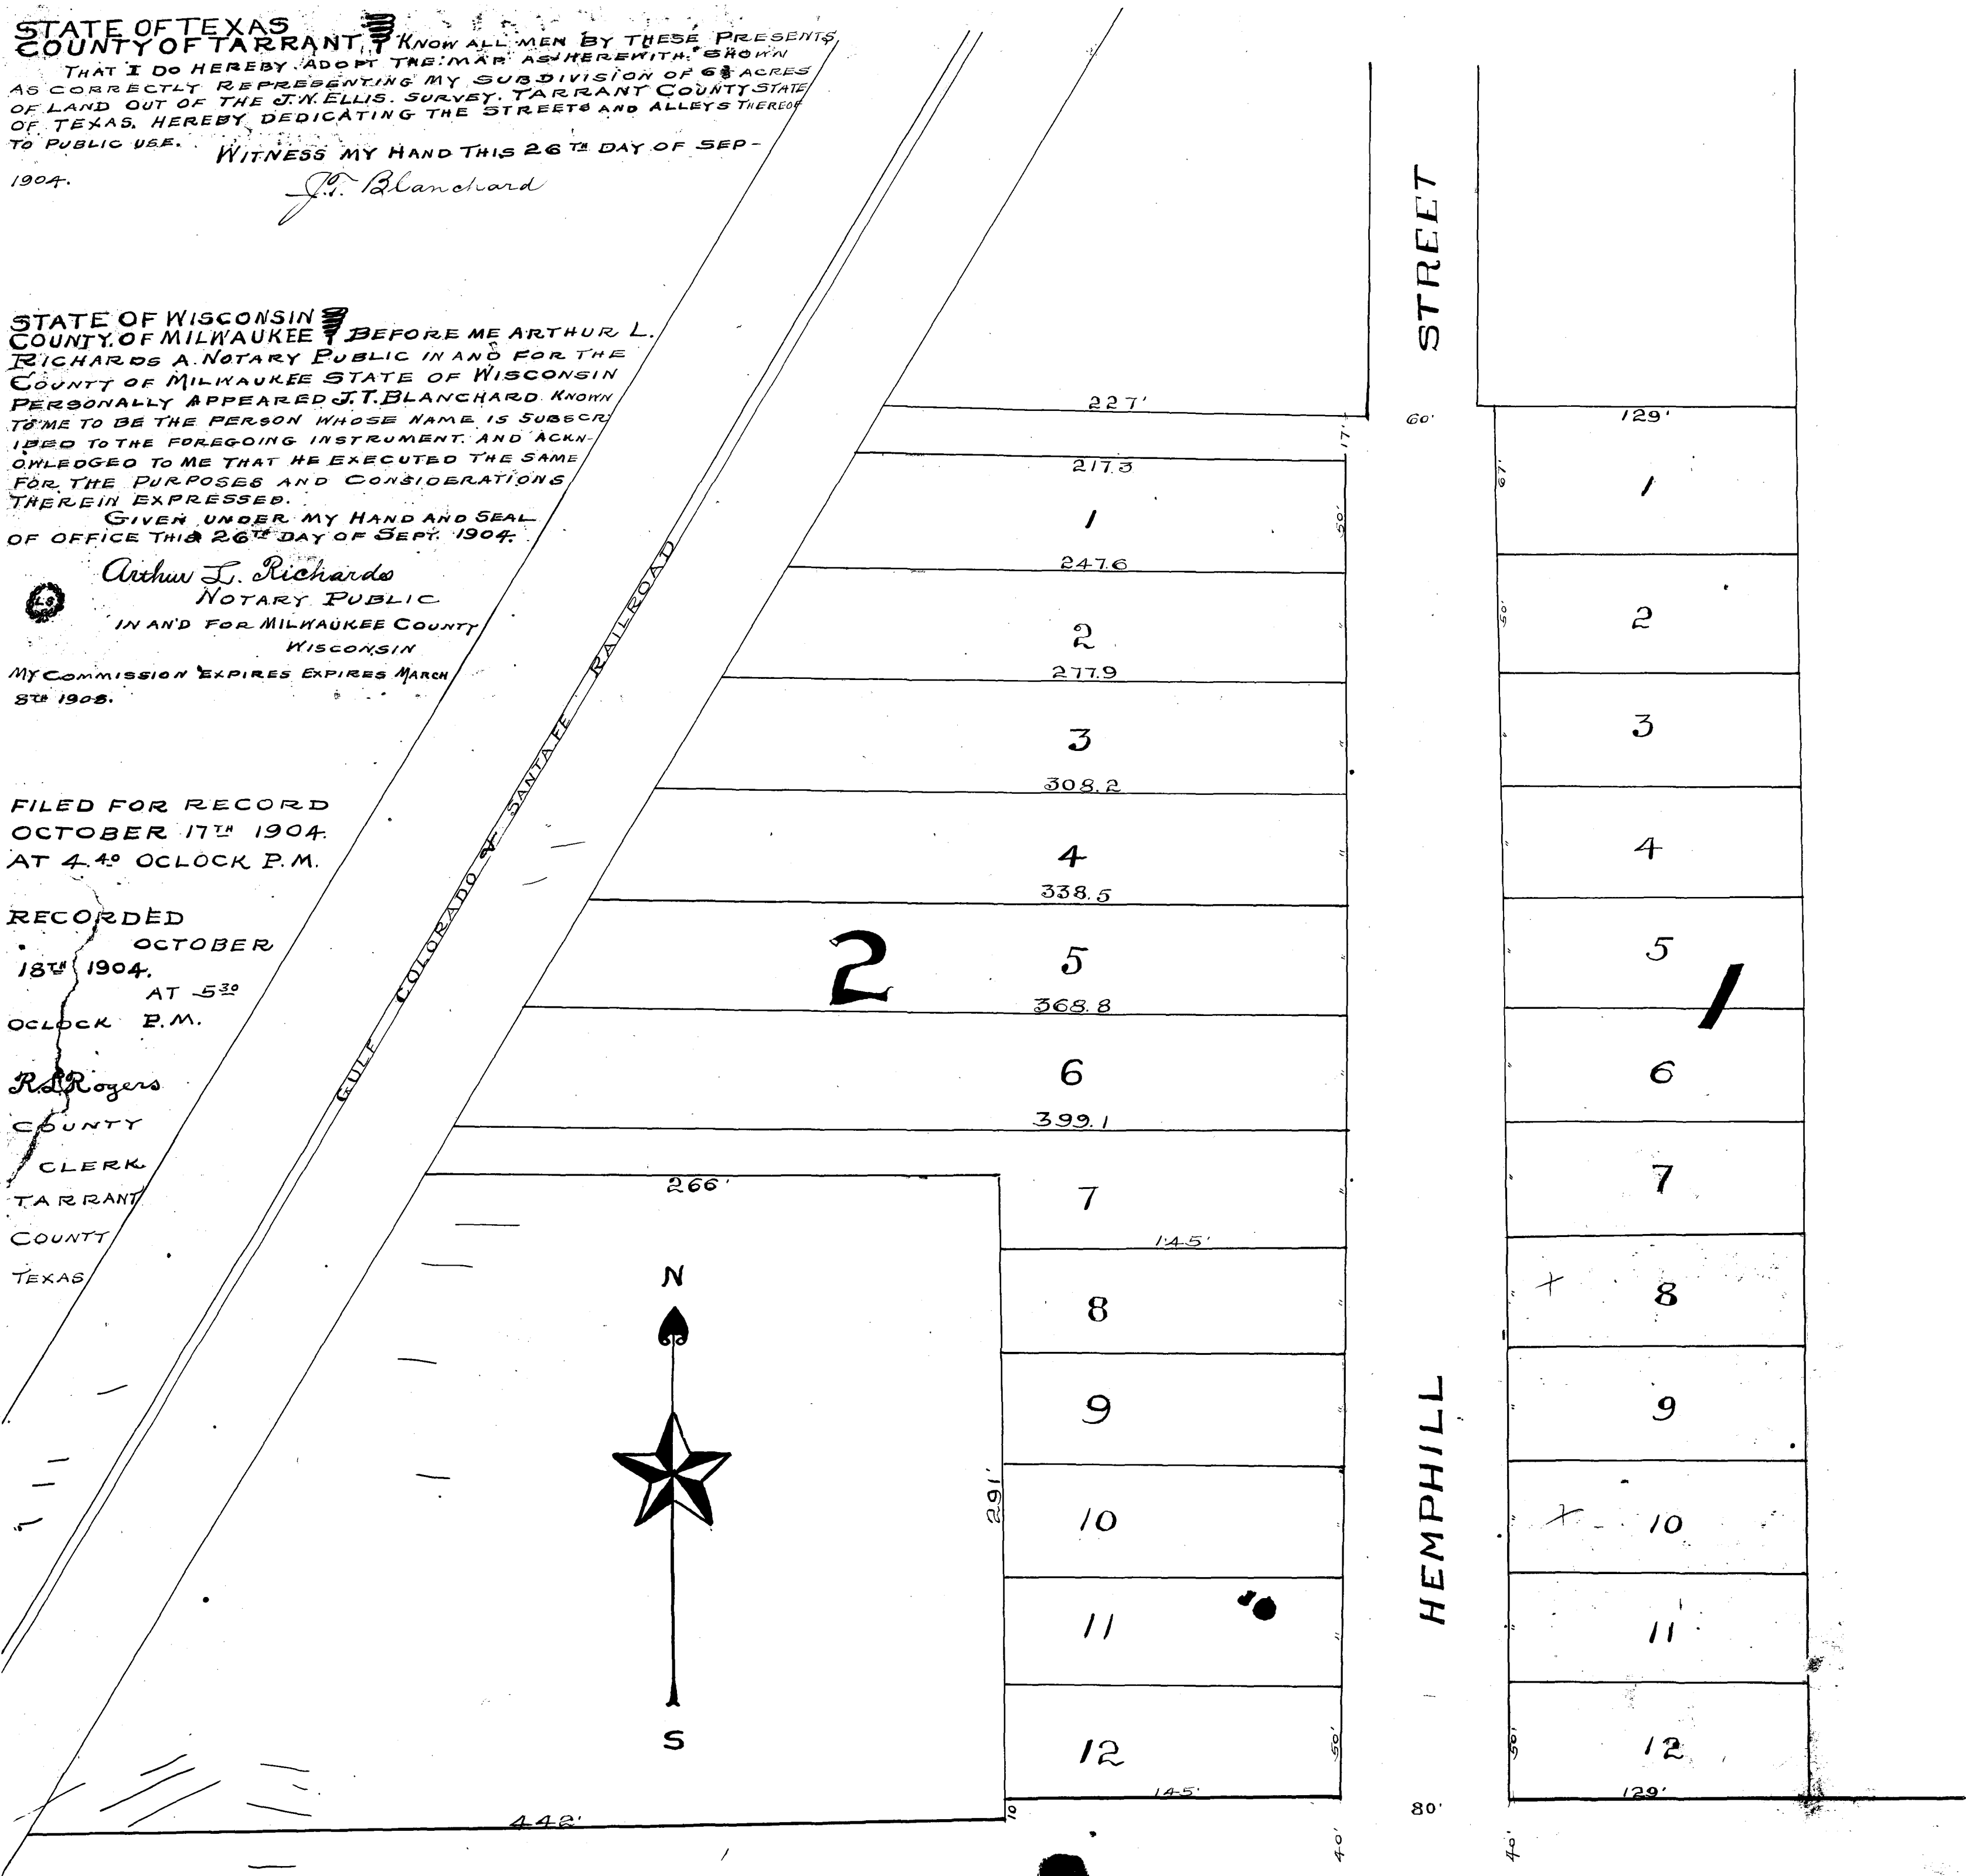 STATE OF TEXAS
COUNTY OF TARRANT KNOW ALL MEN BY THESE PRESENTS,
THAT I DO HEREBY ADOPT THE MAP AS HEREWITH SHOWN
AS CORRECTLY REPRESENTING MY SUBDIVISION OF ACRES
OF LAND OUT OF THE J.N. ELLIS. SURVEY. TARRANT COUNTY STATE
OF TEXAS. HEREBY DEDICATING THE STREETS AND ALLEYS THEREOF
TO PUBLIC USE.
WITNESS MY HAND THIS 26TH DAY OF SEP-
1904.
J.T. Blanchard
STATE OF WISCONSIN
COUNTY OF MILWAUKEE BEFORE ME ARTHUR L.
RICHARDS A. NOTARY PUBLIC IN AND FOR THE
COUNTY OF MILWAUKEE STATE OF WISCONSIN
PERSONALLY APPEARED J.T. BLANCHARD KNOWN
TO ME TO BE THE PERSON WHOSE NAME IS SUBSCR
IBED TO THE FOREGOING INSTRUMENT. AND ACKN-
OWLEDGED TO ME THAT HE EXECUTED THE SAME
FOR THE PURPOSES AND CONSIDERATIONS
THEREIN EXPRESSED.
GIVEN UNDER MY HAND AND SEAL
OF OFFICE THIS 26TH DAY OF SEPT. 1904.
Arthur L. Richards
LS
NOTARY PUBLIC
IN AND FOR MILWAUKEE COUNTY
WISCONSIN
MY COMMISSION EXPIRES EXPIRES MARCH
8TH 1908.
FILED FOR RECORD
OCTOBER 17TH 1904.
AT 4.40 OCLOCK P.M.
RECORDED
OCTOBER
18TH 1904.
AT 5 30
OCLOCK P.M.
R.L. Rogers
COUNTY
CLERK
TARRANT
COUNTY
TEXAS
GULF COLORADO & SANTA FE RAILROAD
227'
17'
217.3
1
50'
247.6
2
277.9
3
308.2
4
338.5
2
5
368.8
6
399.1
266'
7
145'
8
9
291'
10
11
12
50'
145'
10
442'
N
S
HEMPHILL STREET
60'
80'
40'
40'
129'
67'
1
50'
2
3
4
5
1
6
7
8
9
10
11
12
50'
129'